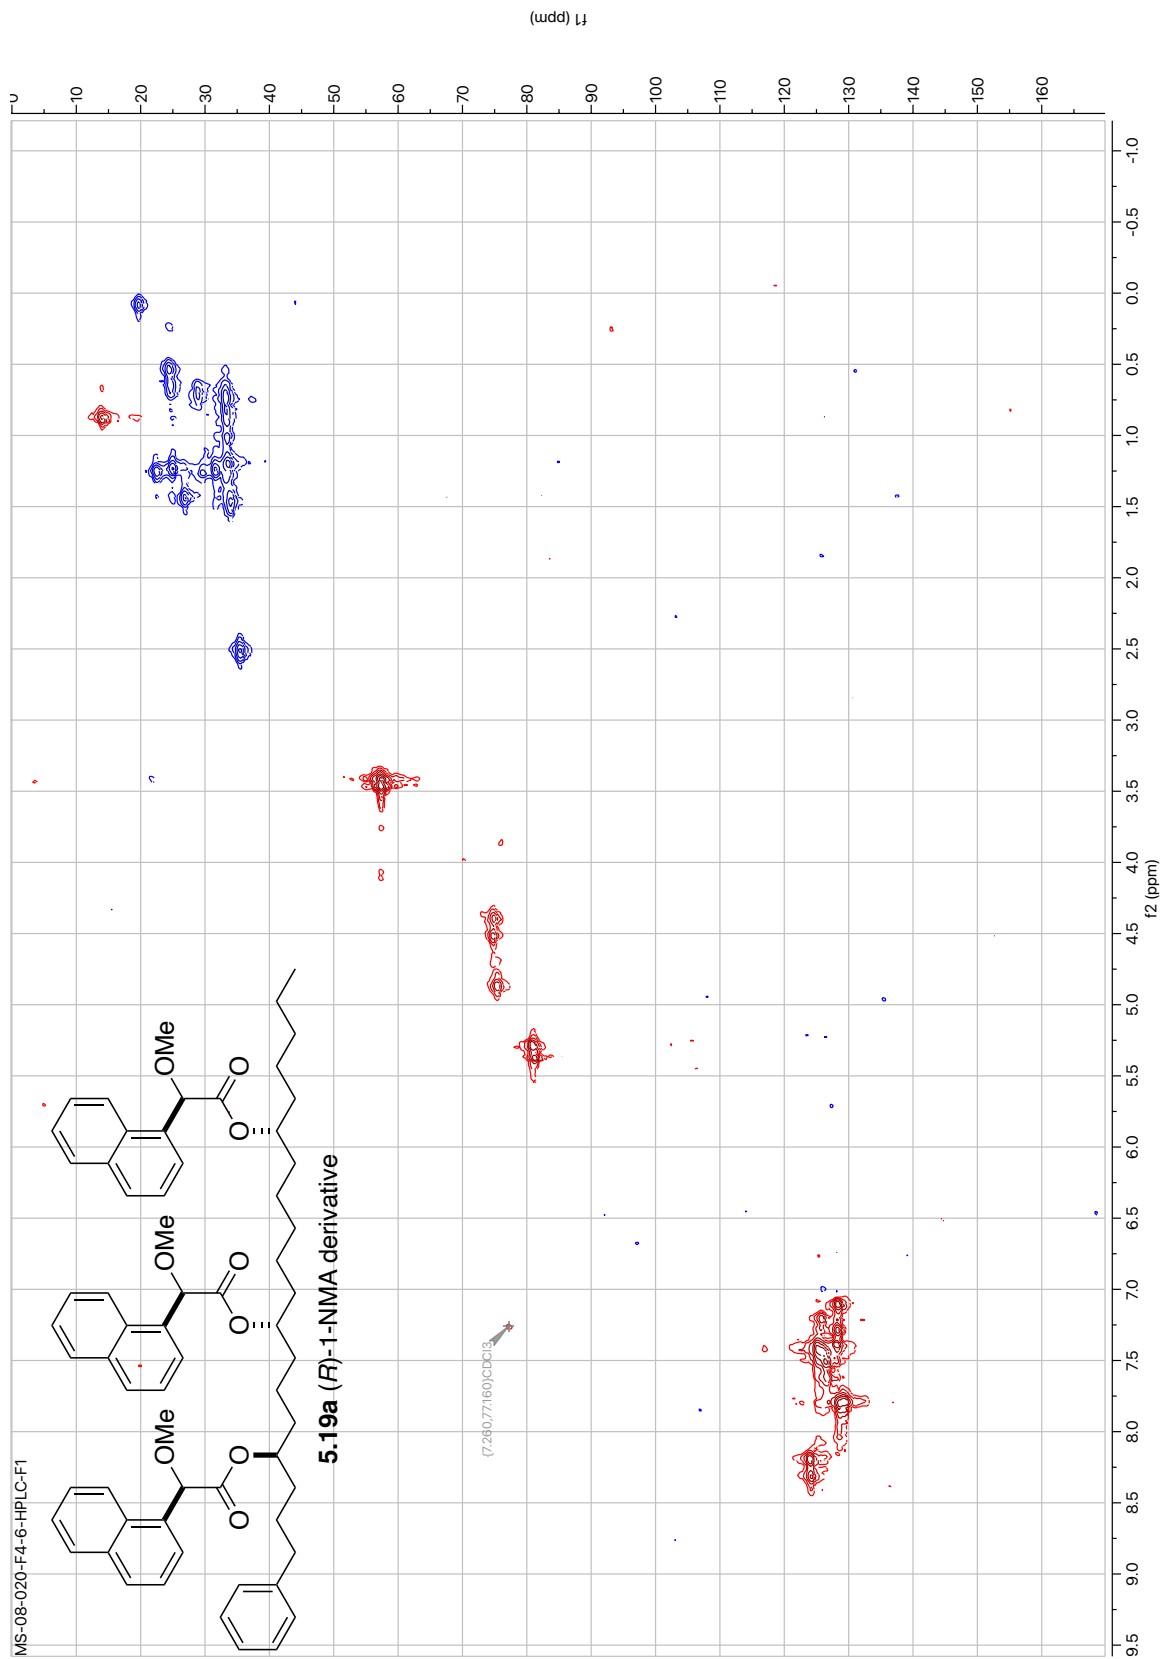 MS-08-020-F4-6-HPLC-F1
OMe
OMe
OMe
O
O
O
O
O
O
5.19a (R)-1-NMA derivative
{7.260,77.160}CDCl3
9.5 9.0 8.5 8.0 7.5 7.0 6.5 6.0 5.5 5.0 4.5 4.0 3.5 3.0 2.5 2.0 1.5 1.0 0.5 0.0 -0.5 -1.0
f2 (ppm)
0
10
20
30
40
50
60
70
80
90
100
110
120
130
140
150
160
f1 (ppm)